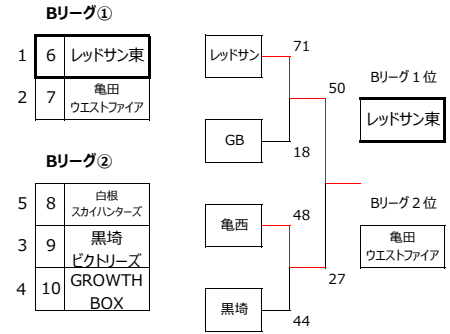 Bリーグ①
1 6 レッドサン東
2 7 亀田
ウエストファイア
Bリーグ②
5 8 白根
スカイハンターズ
3 9 黒埼
ビクトリーズ
4 10 GROWTH
BOX
レッドサン 71
GB 18
亀西 48
黒埼 44
50
27
Bリーグ1位
レッドサン東
Bリーグ2位
亀田
ウエストファイア